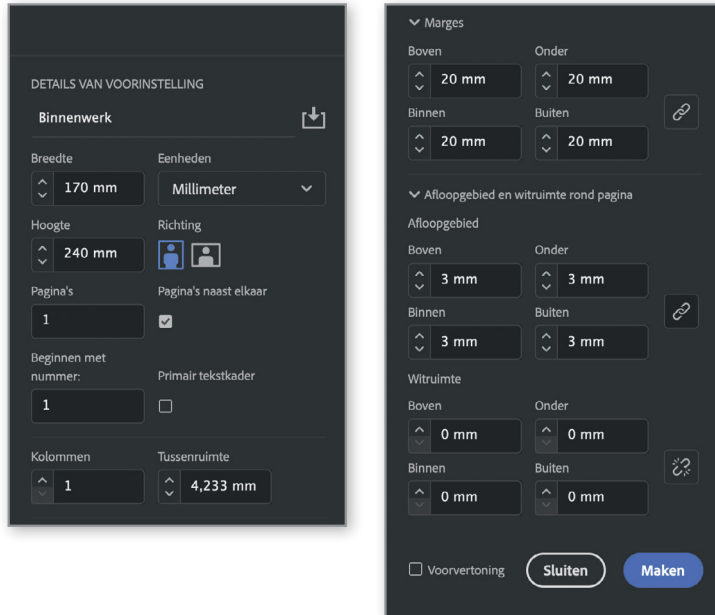 DETAILS VAN VOORINSTELLING
Binnenwerk
Breedte Eenheden
170 mm Millimeter
Hoogte Richting
240 mm
Pagina's Pagina's naast elkaar
1
Beginnen met
nummer: Primair tekstkader
1
Kolommen Tussenruimte
1 4,233 mm
Marges
Boven Onder
20 mm 20 mm
Binnen Buiten
20 mm 20 mm
Afloopgebied en witruimte rond pagina
Afloopgebied
Boven Onder
3 mm 3 mm
Binnen Buiten
3 mm 3 mm
Witruimte
Boven Onder
0 mm 0 mm
Binnen Buiten
0 mm 0 mm
Voorvertoning Sluiten Maken